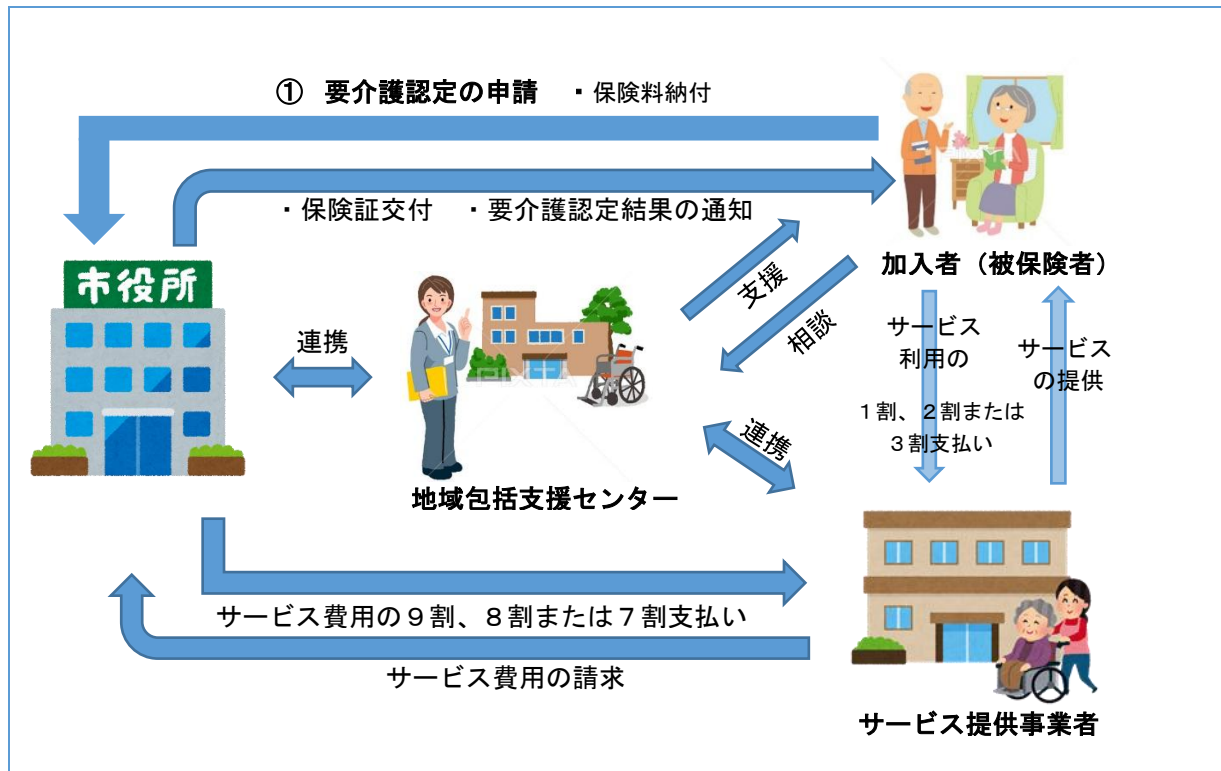 ① 要介護認定の申請 ・保険料納付
・保険証交付 ・要介護認定結果の通知
市役所
連携
支援
相談
加入者（被保険者）
サービス
利用の
１割、２割または
３割支払い
サービス
の提供
連携
PIXTA
地域包括支援センター
サービス費用の９割、８割または７割支払い
サービス費用の請求
サービス提供事業者